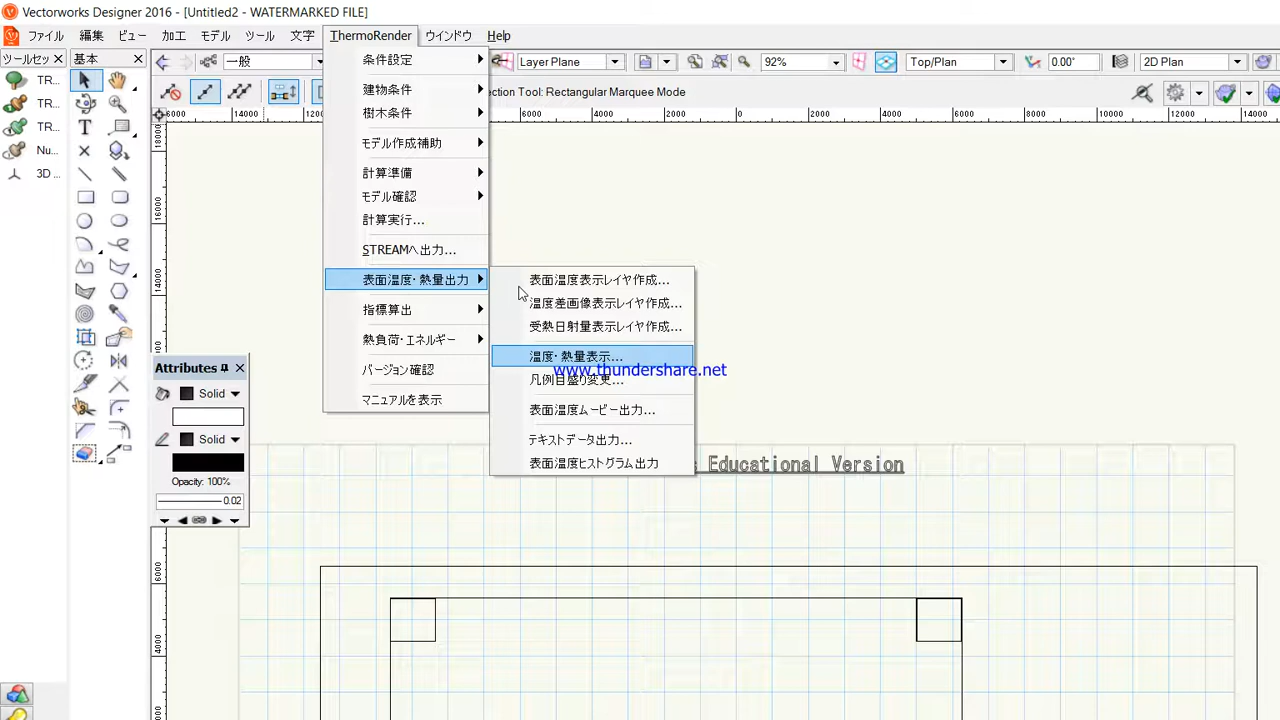 Vectorworks Designer 2016 - [Untitled2 - WATERMARKED FILE]
ファイル 編集 ビュー 加工 モデル ツール 文字 ThermoRender ウインドウ Help
ツールセッ 基本
一般
Layer Plane
92%
Top/Plan
0.00°
2D Plan
ection Tool: Rectangular Marquee Mode
6000 14000 1200 6000 4000 2000 0 2000 4000 6000 8000 10000 12000 14000
18000
16000
14000
6000
4000
TR...
TR...
TR...
Nu...
3D
条件設定
建物条件
樹木条件
モデル作成補助
計算準備
モデル確認
計算実行...
STREAMへ出力...
表面温度・熱量出力
指標算出
熱負荷・エネルギー
バージョン確認
マニュアルを表示
表面温度表示レイヤ作成...
温度差画像表示レイヤ作成...
受熱日射量表示レイヤ作成...
温度・熱量表示...
www.thundershare.net
凡例目盛り変更...
表面温度ムービー出力...
テキストデータ出力...
表面温度ヒストグラム出力
Attributes
Solid
Solid
Opacity: 100%
0.02
s Educational Version